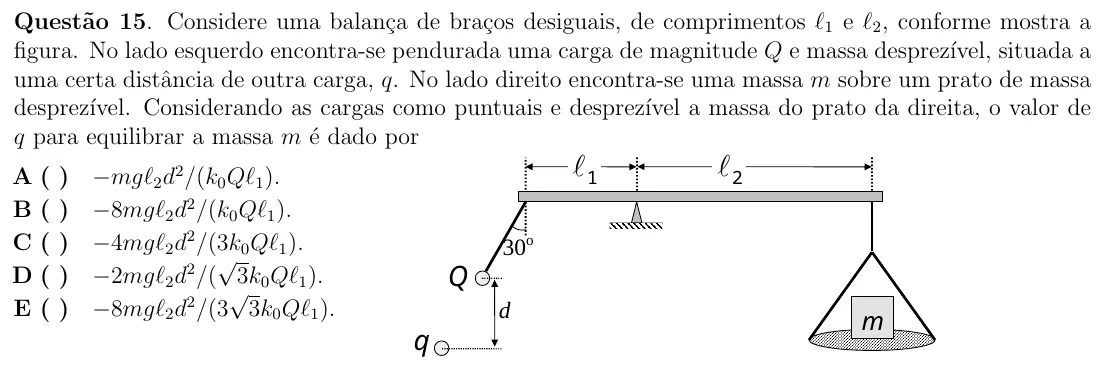 Questão 15. Considere uma balança de braços desiguais, de comprimentos ℓ₁ e ℓ₂, conforme mostra a
figura. No lado esquerdo encontra-se pendurada uma carga de magnitude Q e massa desprezível, situada a
uma certa distância de outra carga, q. No lado direito encontra-se uma massa m sobre um prato de massa
desprezível. Considerando as cargas como puntuais e desprezível a massa do prato da direita, o valor de
q para equilibrar a massa m é dado por
A ( ) −mgℓ₂d²/(k₀Qℓ₁).
B ( ) −8mgℓ₂d²/(k₀Qℓ₁).
C ( ) −4mgℓ₂d²/(3k₀Qℓ₁).
D ( ) −2mgℓ₂d²/(√3k₀Qℓ₁).
E ( ) −8mgℓ₂d²/(3√3k₀Qℓ₁).
ℓ₁ ℓ₂
30º
Q
d
q
m